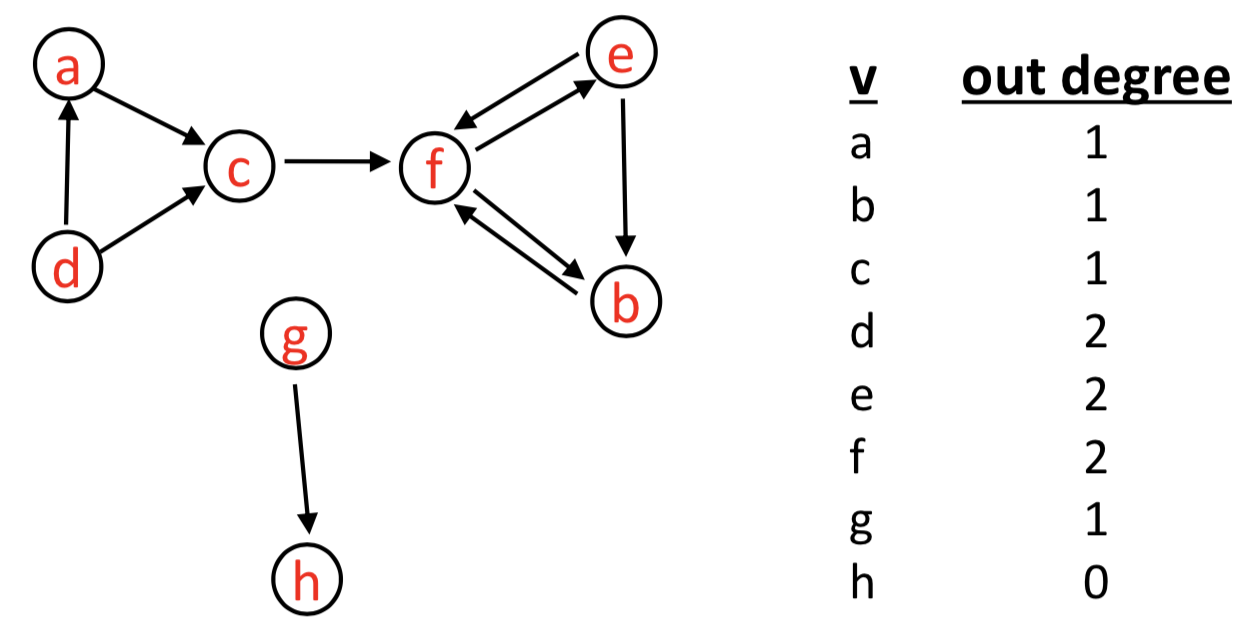 a
e
c
f
d
b
g
h
v out degree
a 1
b 1
c 1
d 2
e 2
f 2
g 1
h 0